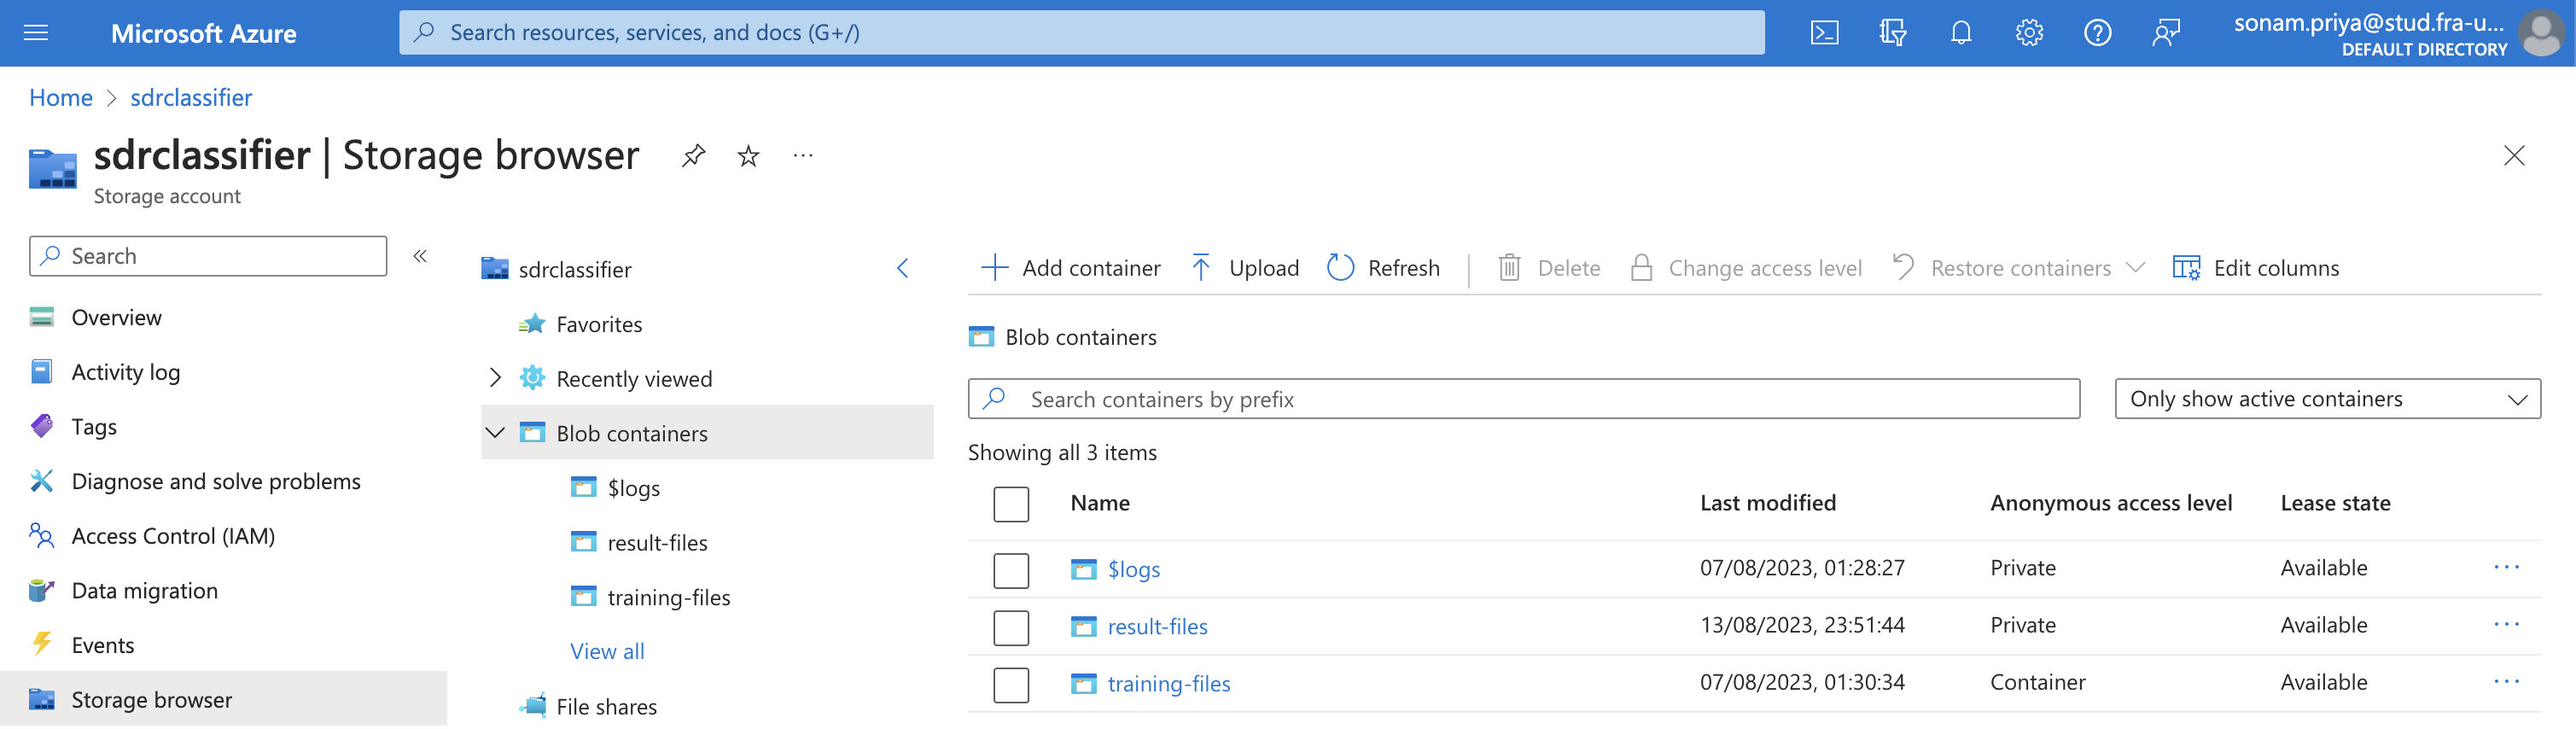 Microsoft Azure
Search resources, services, and docs (G+/)
sonam.priya@stud.fra-u...
DEFAULT DIRECTORY
Home > sdrclassifier
sdrclassifier | Storage browser
Storage account
Search
Overview
Activity log
Tags
Diagnose and solve problems
Access Control (IAM)
Data migration
Events
Storage browser
sdrclassifier
Favorites
Recently viewed
Blob containers
$logs
result-files
training-files
View all
File shares
Add container Upload Refresh Delete Change access level Restore containers Edit columns
Blob containers
Search containers by prefix
Only show active containers
Showing all 3 items
Name Last modified Anonymous access level Lease state
$logs 07/08/2023, 01:28:27 Private Available
result-files 13/08/2023, 23:51:44 Private Available
training-files 07/08/2023, 01:30:34 Container Available